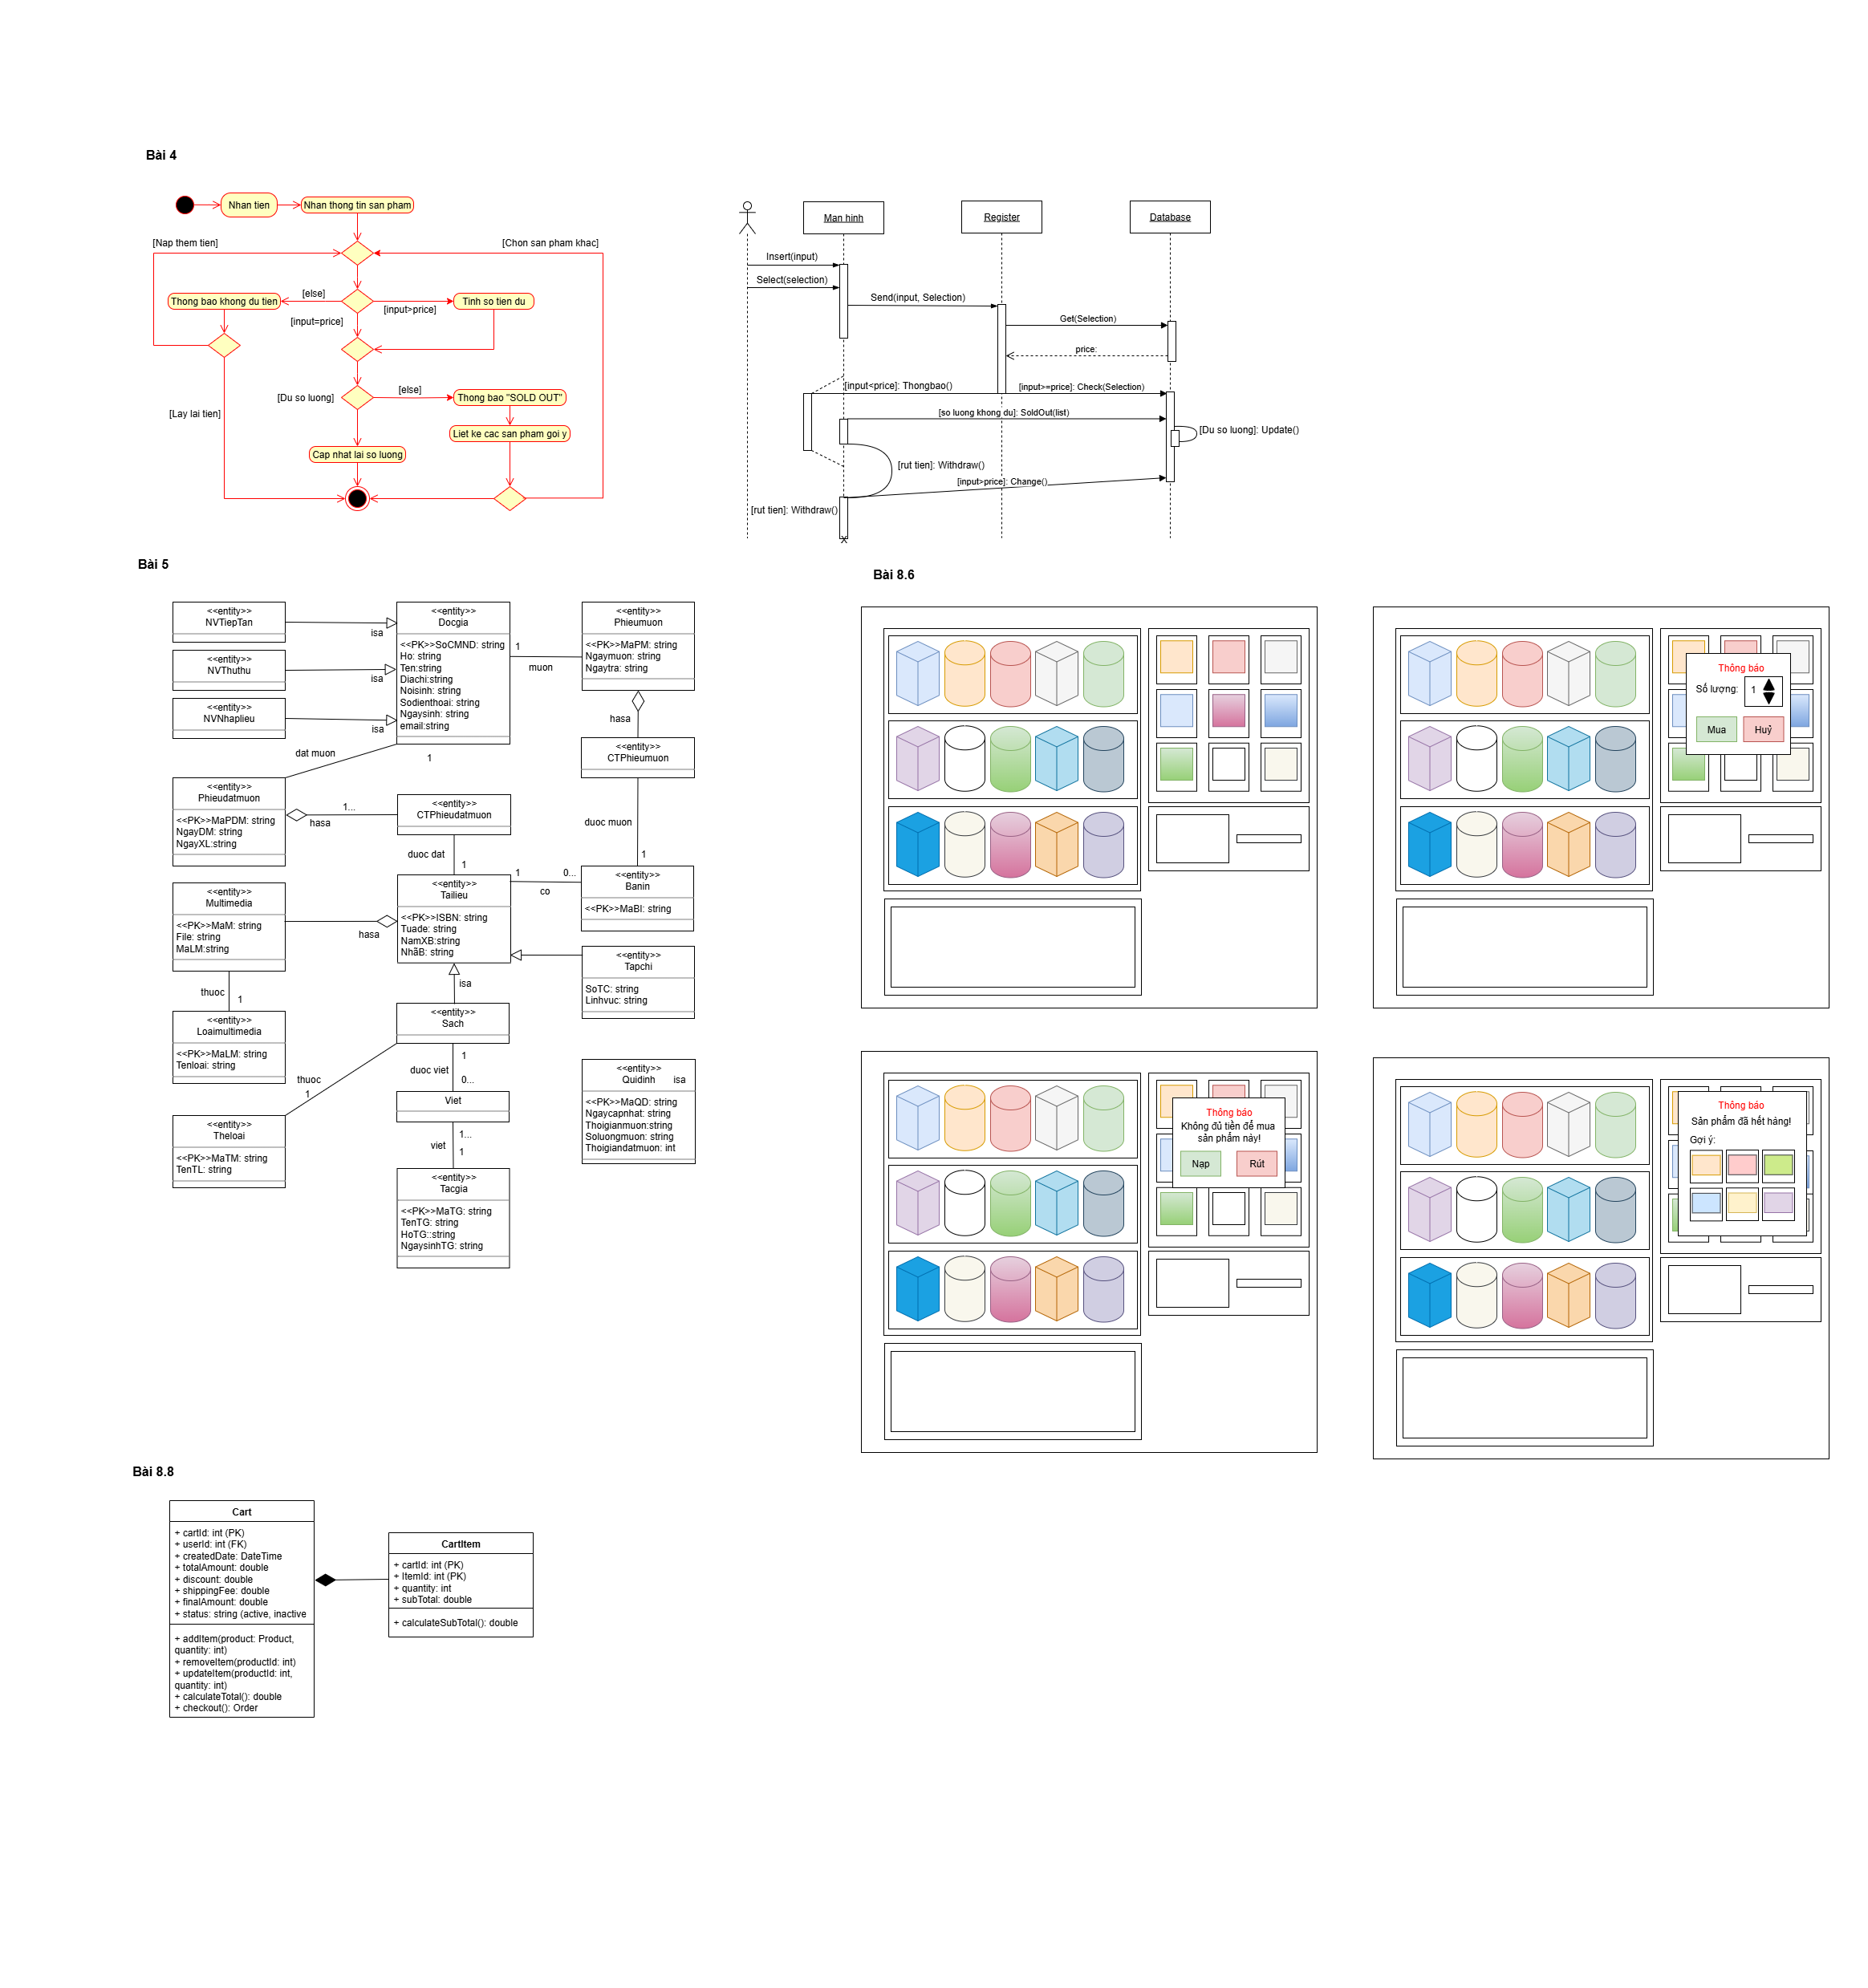 Bài 4
Nhan tien
Nhan thong tin san pham
[Nap them tien]
[Chon san pham khac]
[else]
Thong bao khong du tien
Tinh so tien du
[input>price]
[input=price]
[Du so luong]
[else]
Thong bao "SOLD OUT"
[Lay lai tien]
Liet ke các san pham goi y
Cap nhat lai so luong
Man hinh
Register
Database
Insert(input)
Select(selection)
Send(input, Selection)
Get(Selection)
price:
[input<price]: Thongbao()
[input>=price]: Check(Selection)
[so luong khong du]: SoldOut(list)
[Du so luong]: Update()
[rut tien]: Withdraw()
[input>price]: Change()
[rut tien]: Withdraw()
X
Bài 5
<<entity>>
NVTiepTan
isa
<<entity>>
NVThuthu
isa
<<entity>>
NVNhaplieu
isa
<<entity>>
Docgia
<<PK>>SoCMND: string
Ho: string
Ten:string
Diachi:string
Noisinh: string
Sodienthoai: string
Ngaysinh: string
email:string
1
muon
<<entity>>
Phieumuon
<<PK>>MaPM: string
Ngaymuon: string
Ngaytra: string
hasa
<<entity>>
CTPhieumuon
dat muon
1
<<entity>>
Phieudatmuon
<<PK>>MaPDM: string
NgayDM: string
NgayXL:string
1...
hasa
<<entity>>
CTPhieudatmuon
duoc muon
duoc dat
1
1
<<entity>>
Multimedia
<<PK>>MaM: string
File: string
MaLM:string
hasa
<<entity>>
Tailieu
<<PK>>ISBN: string
Tuade: string
NamXB:string
NhãB: string
1
0...
co
<<entity>>
Banin
<<PK>>MaBI: string
<<entity>>
Tapchi
SoTC: string
Linhvuc: string
isa
thuoc
1
<<entity>>
Loaimultimedia
<<PK>>MaLM: string
Tenloai: string
<<entity>>
Sach
thuoc
1
1
duoc viet
0...
<<entity>>
Quidinh
isa
<<PK>>MaQD: string
Ngaycapnhat: string
Thoigianmuon:string
Soluongmuon: string
Thoigiandatmuon: int
<<entity>>
Theloai
<<PK>>MaTM: string
TenTL: string
Viet
1...
viet
1
<<entity>>
Tacgia
<<PK>>MaTG: string
TenTG: string
HoTG::string
NgaysinhTG: string
Bài 8.6
Thông báo
Số lượng:
1
Mua
Huỷ
Thông báo
Không đủ tiền để mua
sản phẩm này!
Nạp
Rút
Thông báo
Sản phẩm đã hết hàng!
Gợi ý:
Bài 8.8
Cart
+ cartId: int (PK)
+ userId: int (FK)
+ createdDate: DateTime
+ totalAmount: double
+ discount: double
+ shippingFee: double
+ finalAmount: double
+ status: string (active, inactive
+ addItem(product: Product,
quantity: int)
+ removeItem(productId: int)
+ updateItem(productId: int,
quantity: int)
+ calculateTotal(): double
+ checkout(): Order
CartItem
+ cartId: int (PK)
+ ItemId: int (PK)
+ quantity: int
+ subTotal: double
+ calculateSubTotal(): double